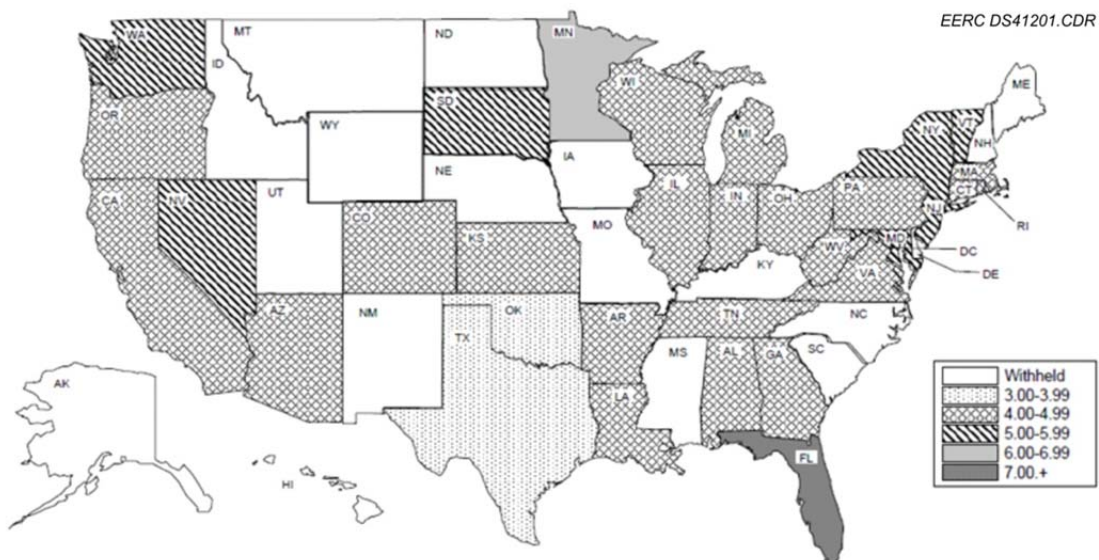 EERC DS41201.CDR
WA
MT
ND
MN
ME
ID
SD
WI
VT
NY
NH
OR
WY
MI
MA
IA
CT
NE
PA
RI
NV
UT
IL
IN
OH
NJ
CA
CO
MD
DC
KS
MO
WV
DE
KY
VA
AZ
NM
OK
AR
TN
NC
TX
MS
AL
GA
SC
AK
LA
FL
HI
Withheld
3.00-3.99
4.00-4.99
5.00-5.99
6.00-6.99
7.00.+